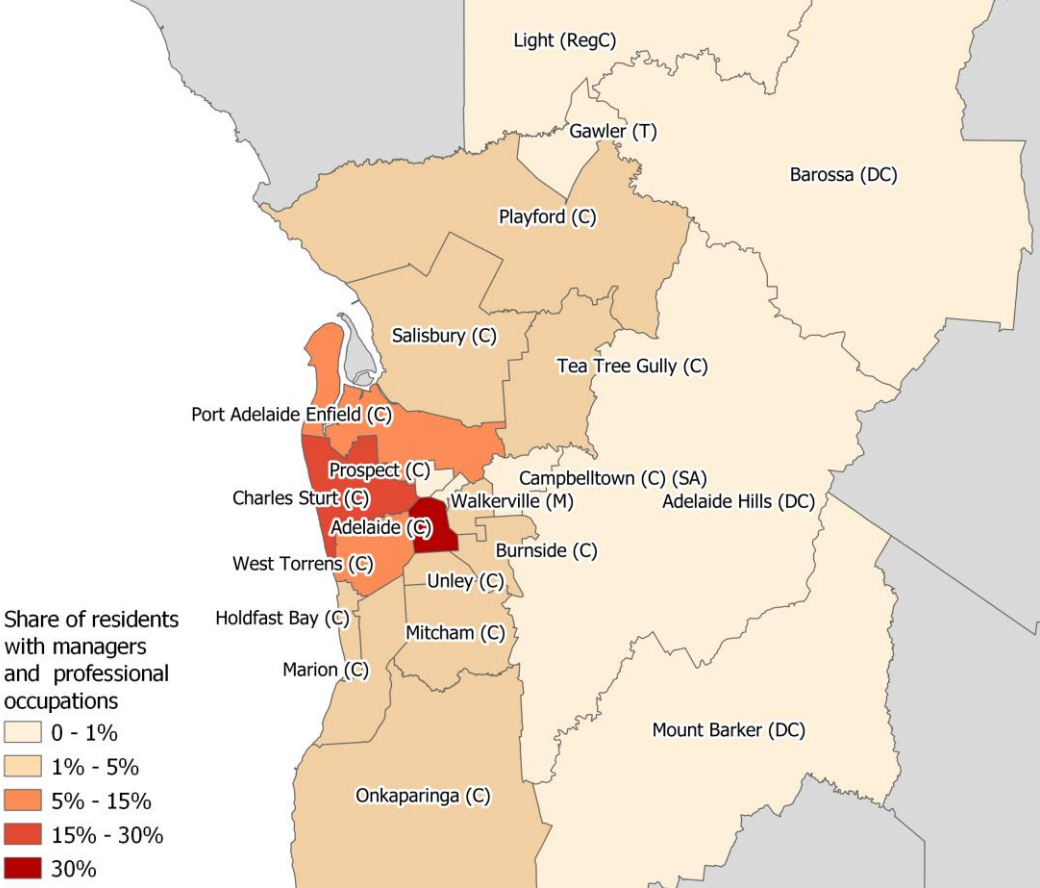 Light (RegC)
Gawler (T)
Barossa (DC)
Playford (C)
Salisbury (C)
Tea Tree Gully (C)
Port Adelaide Enfield (C)
Prospect (C)
Campbelltown (C) (SA)
Charles Sturt (C)
Walkerville (M)
Adelaide Hills (DC)
Adelaide (C)
Burnside (C)
West Torrens (C)
Unley (C)
Holdfast Bay (C)
Mitcham (C)
Marion (C)
Mount Barker (DC)
Onkaparinga (C)
Share of residents
with managers
and professional
occupations
0 - 1%
1% - 5%
5% - 15%
15% - 30%
30%